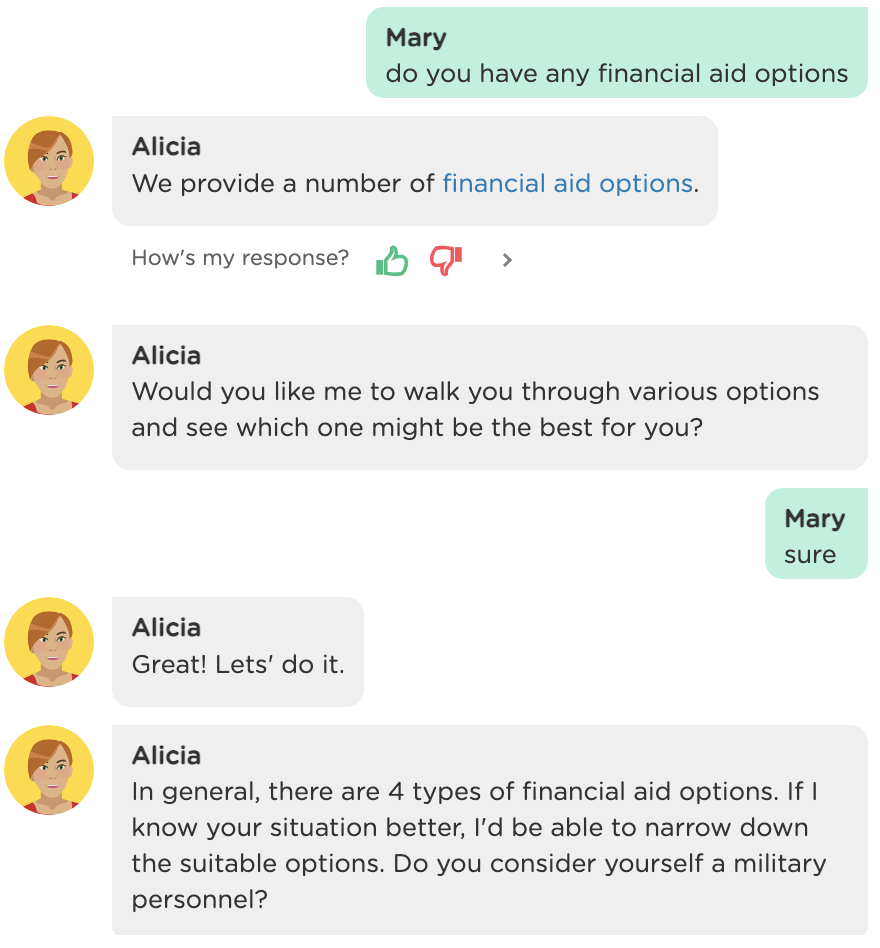 Mary
do you have any financial aid options
Alicia
We provide a number of financial aid options.
How's my response?
Alicia
Would you like me to walk you through various options
and see which one might be the best for you?
Mary
sure
Alicia
Great! Lets' do it.
Alicia
In general, there are 4 types of financial aid options. If I
know your situation better, I'd be able to narrow down
the suitable options. Do you consider yourself a military
personnel?